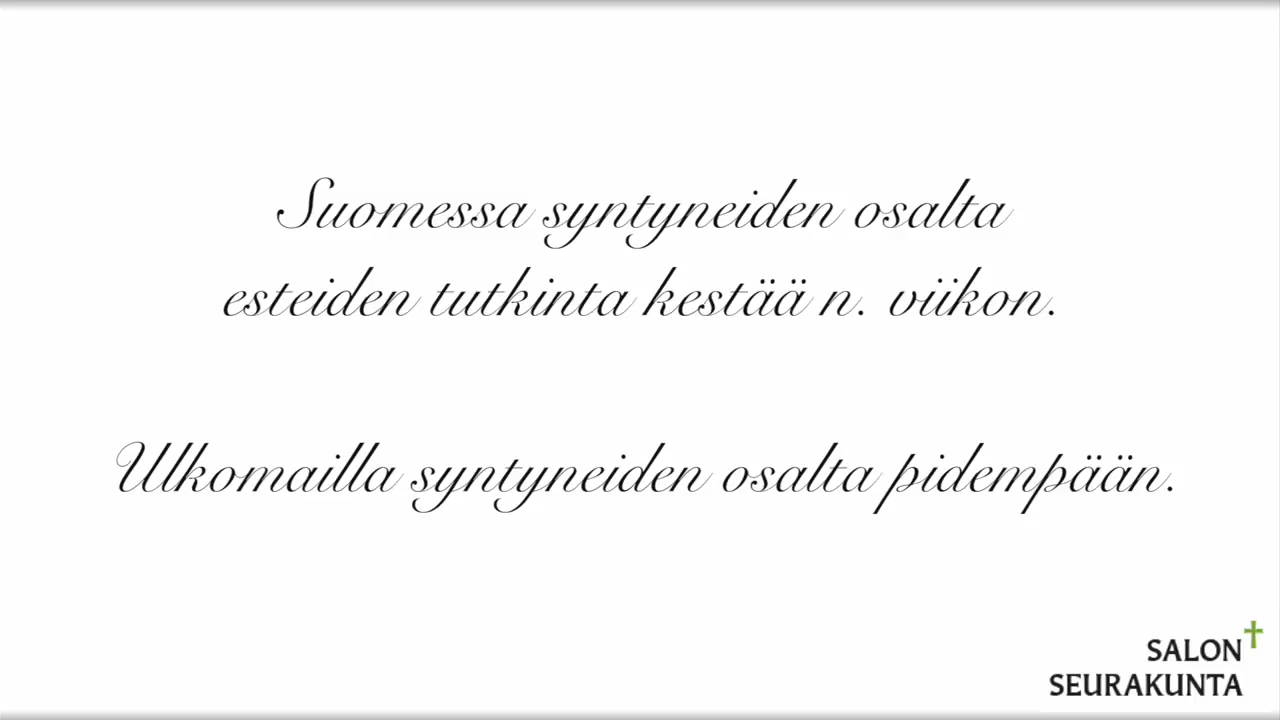 Suomessa syntyneiden osalta
esteiden tutkinta kestää n. viikon.
Ulkomailla syntyneiden osalta pidempään.
SALON
SEURAKUNTA